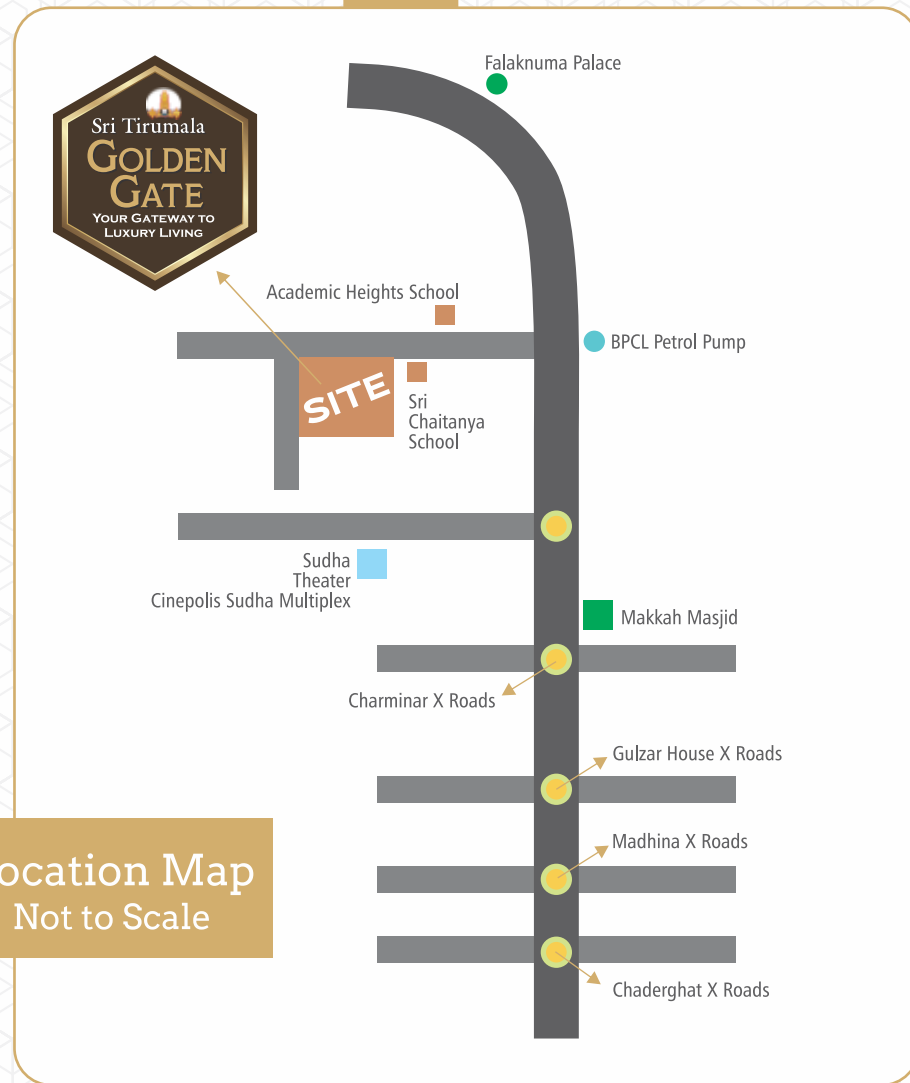 Falaknuma Palace
Sri Tirumala
GOLDEN
GATE
YOUR GATEWAY TO
LUXURY LIVING
Academic Heights School
BPCL Petrol Pump
SITE
Sri
Chaitanya
School
Sudha
Theater
Cinepolis Sudha Multiplex
Makkah Masjid
Charminar X Roads
Gulzar House X Roads
Madhina X Roads
ocation Map
Not to Scale
Chaderghat X Roads